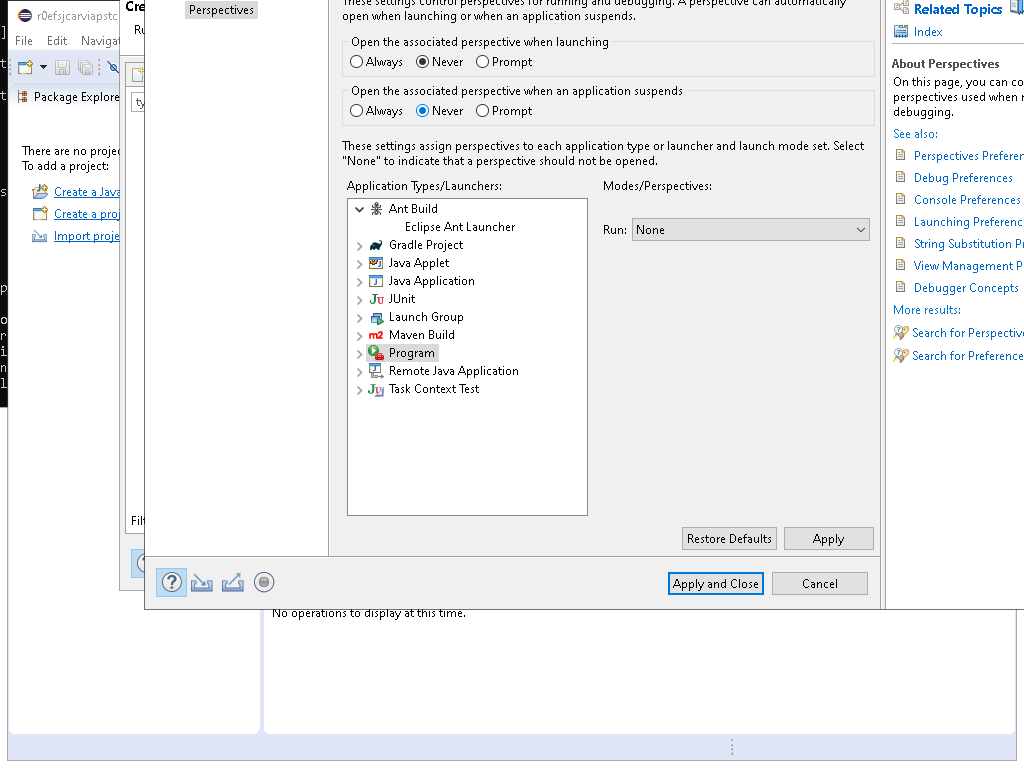 r0efsjcarviapstc
File Edit Navigat
Package Explore
There are no projec
To add a project:
Create a Java
Create a proj
Import proje
Cre
Ru
ty
Filt
Perspectives
These settings control perspectives for running and debugging. A perspective can automatically
open when launching or when an application suspends.
Open the associated perspective when launching
Always Never Prompt
Open the associated perspective when an application suspends
Always Never Prompt
These settings assign perspectives to each application type or launcher and launch mode set. Select
"None" to indicate that a perspective should not be opened.
Application Types/Launchers:
Modes/Perspectives:
Ant Build
Eclipse Ant Launcher
Gradle Project
Java Applet
Java Application
JUnit
Launch Group
Maven Build
Program
Remote Java Application
Task Context Test
Run: None
Restore Defaults Apply
Apply and Close Cancel
Related Topics
Index
About Perspectives
On this page, you can co
perspectives used when r
debugging.
See also:
Perspectives Preferen
Debug Preferences
Console Preferences
Launching Preferenc
String Substitution P
View Management P
Debugger Concepts
More results:
Search for Perspective
Search for Preference
No operations to display at this time.